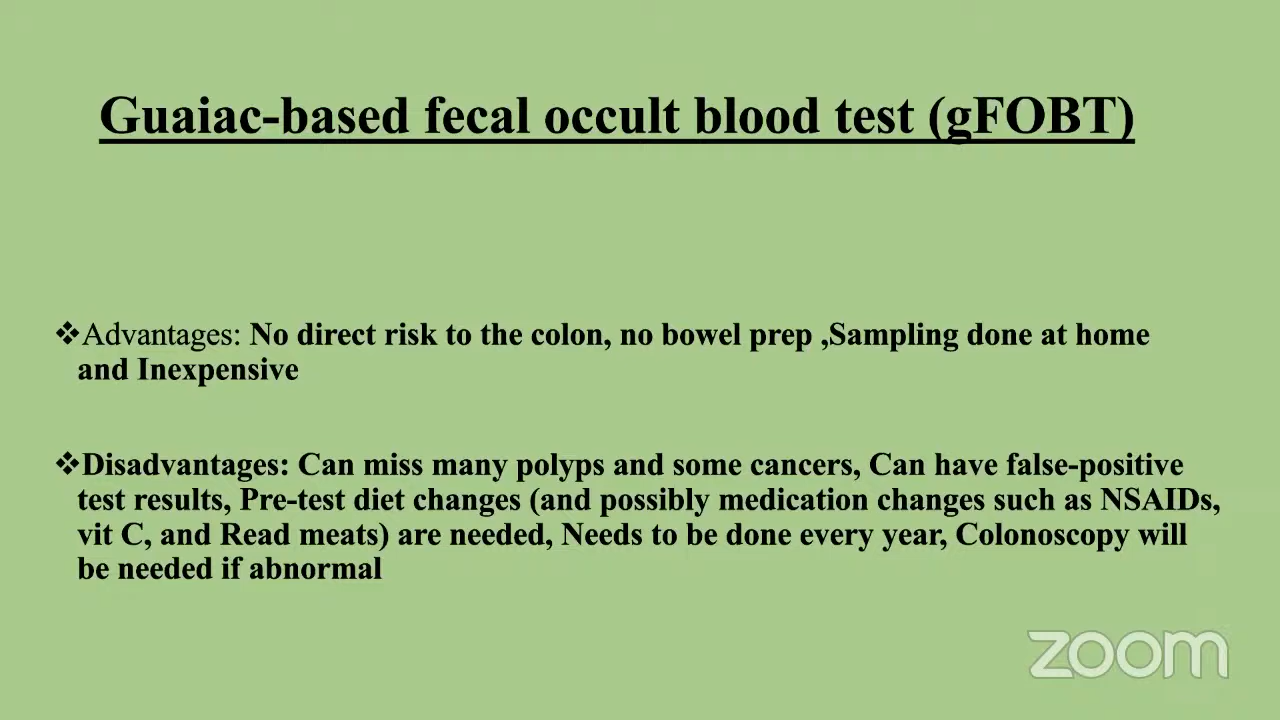 Guaiac-based fecal occult blood test (gFOBT)
❖Advantages: No direct risk to the colon, no bowel prep ,Sampling done at home
and Inexpensive
❖Disadvantages: Can miss many polyps and some cancers, Can have false-positive
test results, Pre-test diet changes (and possibly medication changes such as NSAIDs,
vit C, and Read meats) are needed, Needs to be done every year, Colonoscopy will
be needed if abnormal
zoom